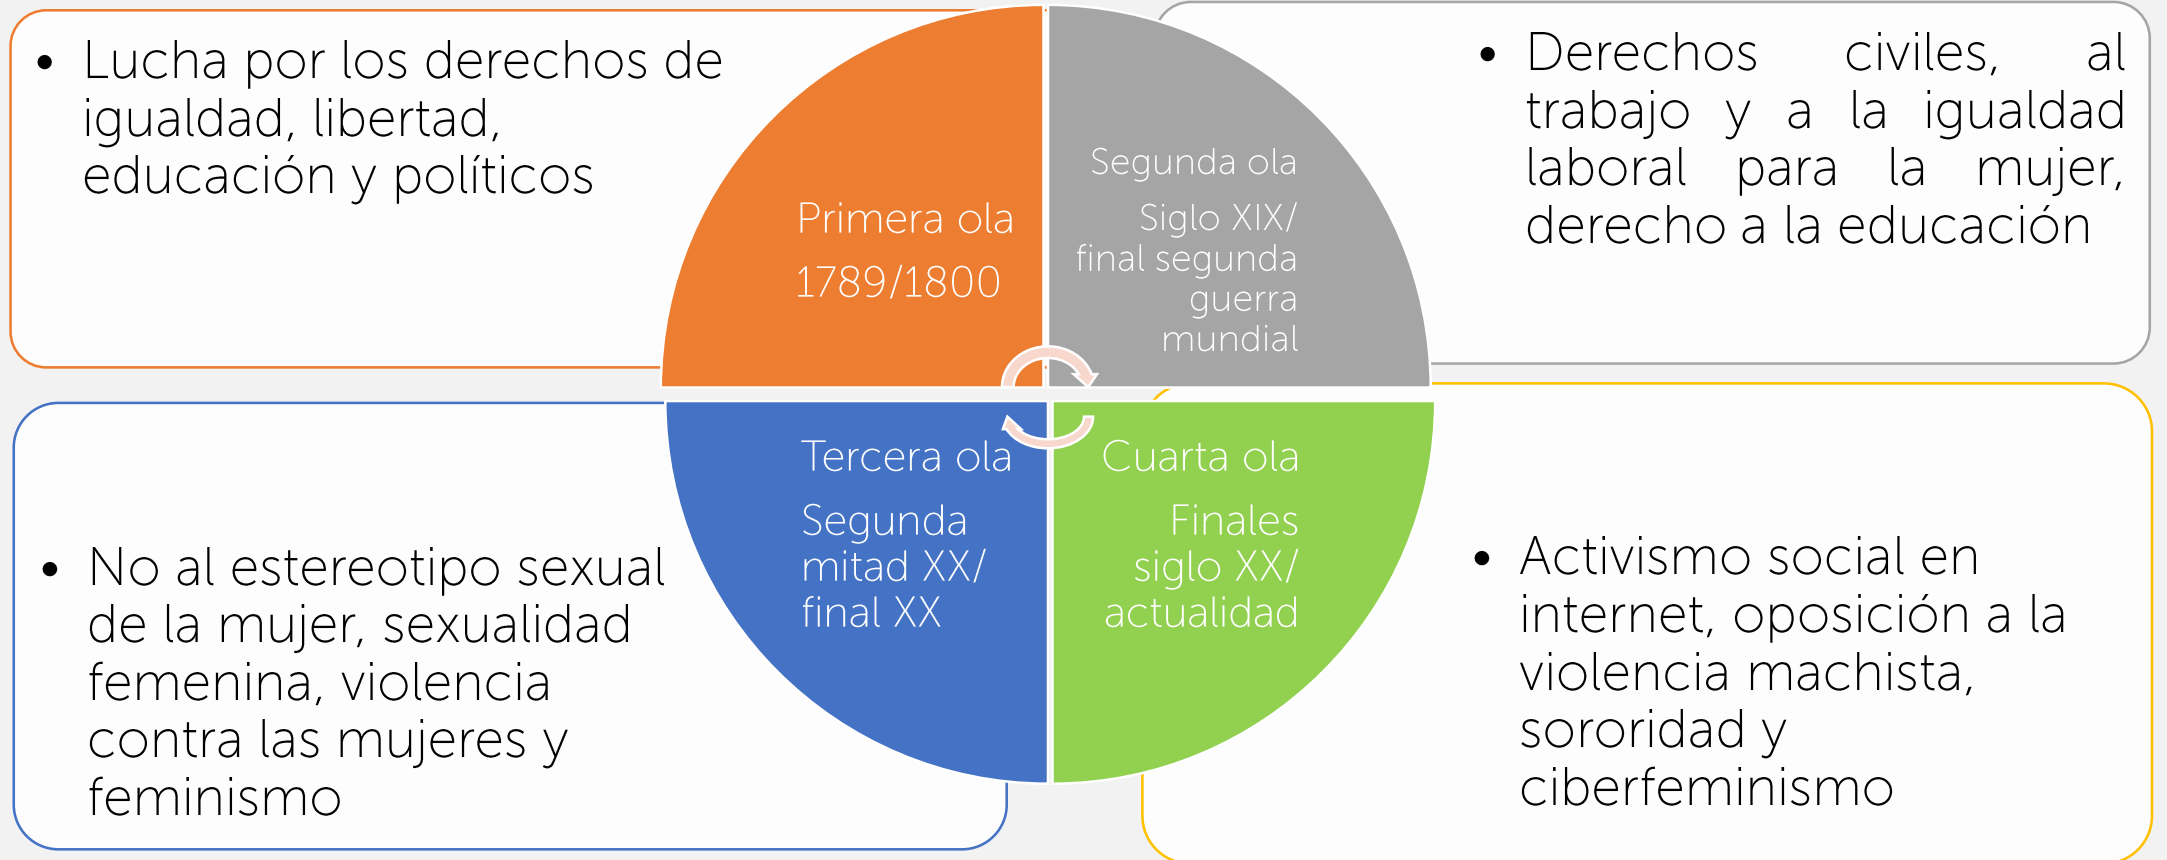 • Lucha por los derechos de
igualdad, libertad,
educación y políticos
Primera ola
1789/1800
Segunda ola
Siglo XIX/
final segunda
guerra
mundial
• Derechos civiles, al
trabajo y a la igualdad
laboral para la mujer,
derecho a la educación
• No al estereotipo sexual
de la mujer, sexualidad
femenina, violencia
contra las mujeres y
feminismo
Tercera ola
Segunda
mitad XX/
final XX
Cuarta ola
Finales
siglo XX/
actualidad
• Activismo social en
internet, oposición a la
violencia machista,
sororidad y
ciberfeminismo